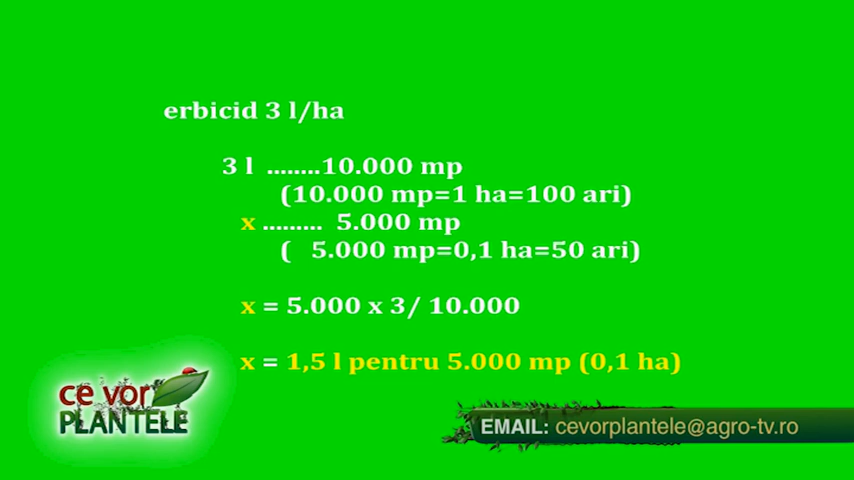 erbicid 3 l/ha
3 l ........10.000 mp
(10.000 mp=1 ha=100 ari)
x ......... 5.000 mp
( 5.000 mp=0,1 ha=50 ari)
x = 5.000 x 3/ 10.000
x = 1,5 l pentru 5.000 mp (0,1 ha)
ce vor
PLANTELE
EMAIL: cevorplantele@agro-tv.ro